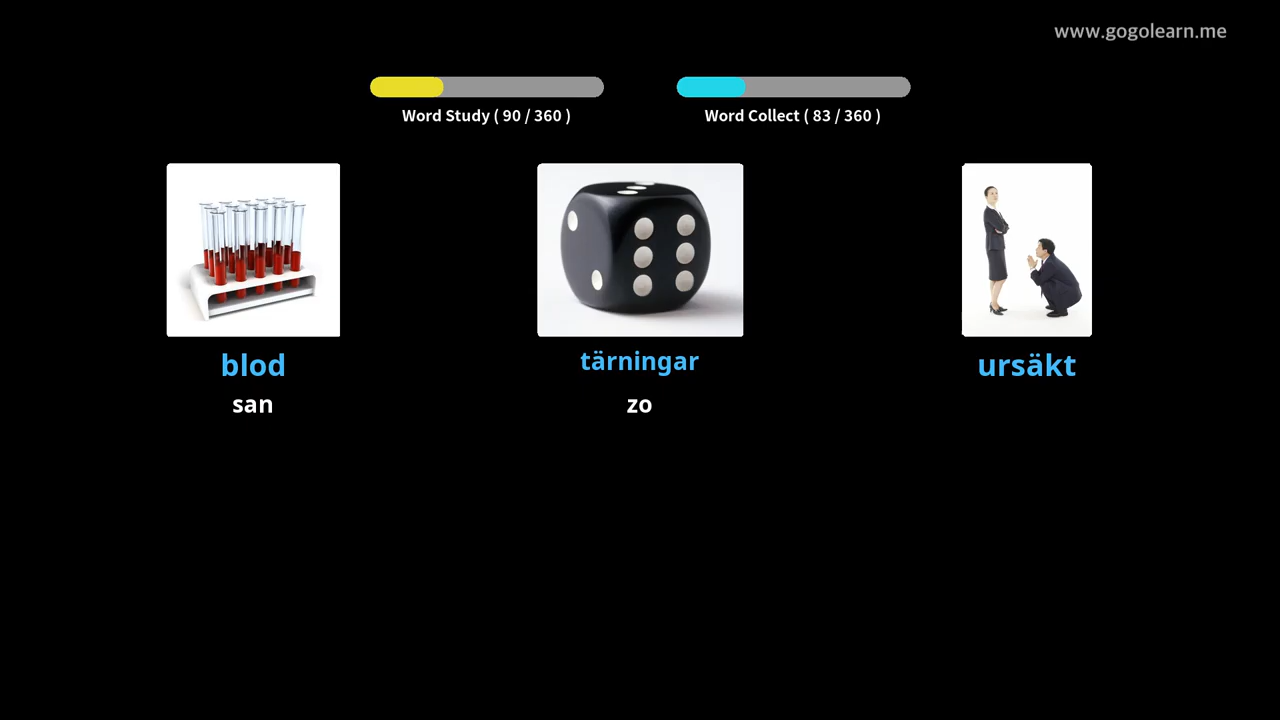 www.gogolearn.me
Word Study ( 90 / 360 )
Word Collect ( 83 / 360 )
blod
tärningar
ursäkt
san
zo